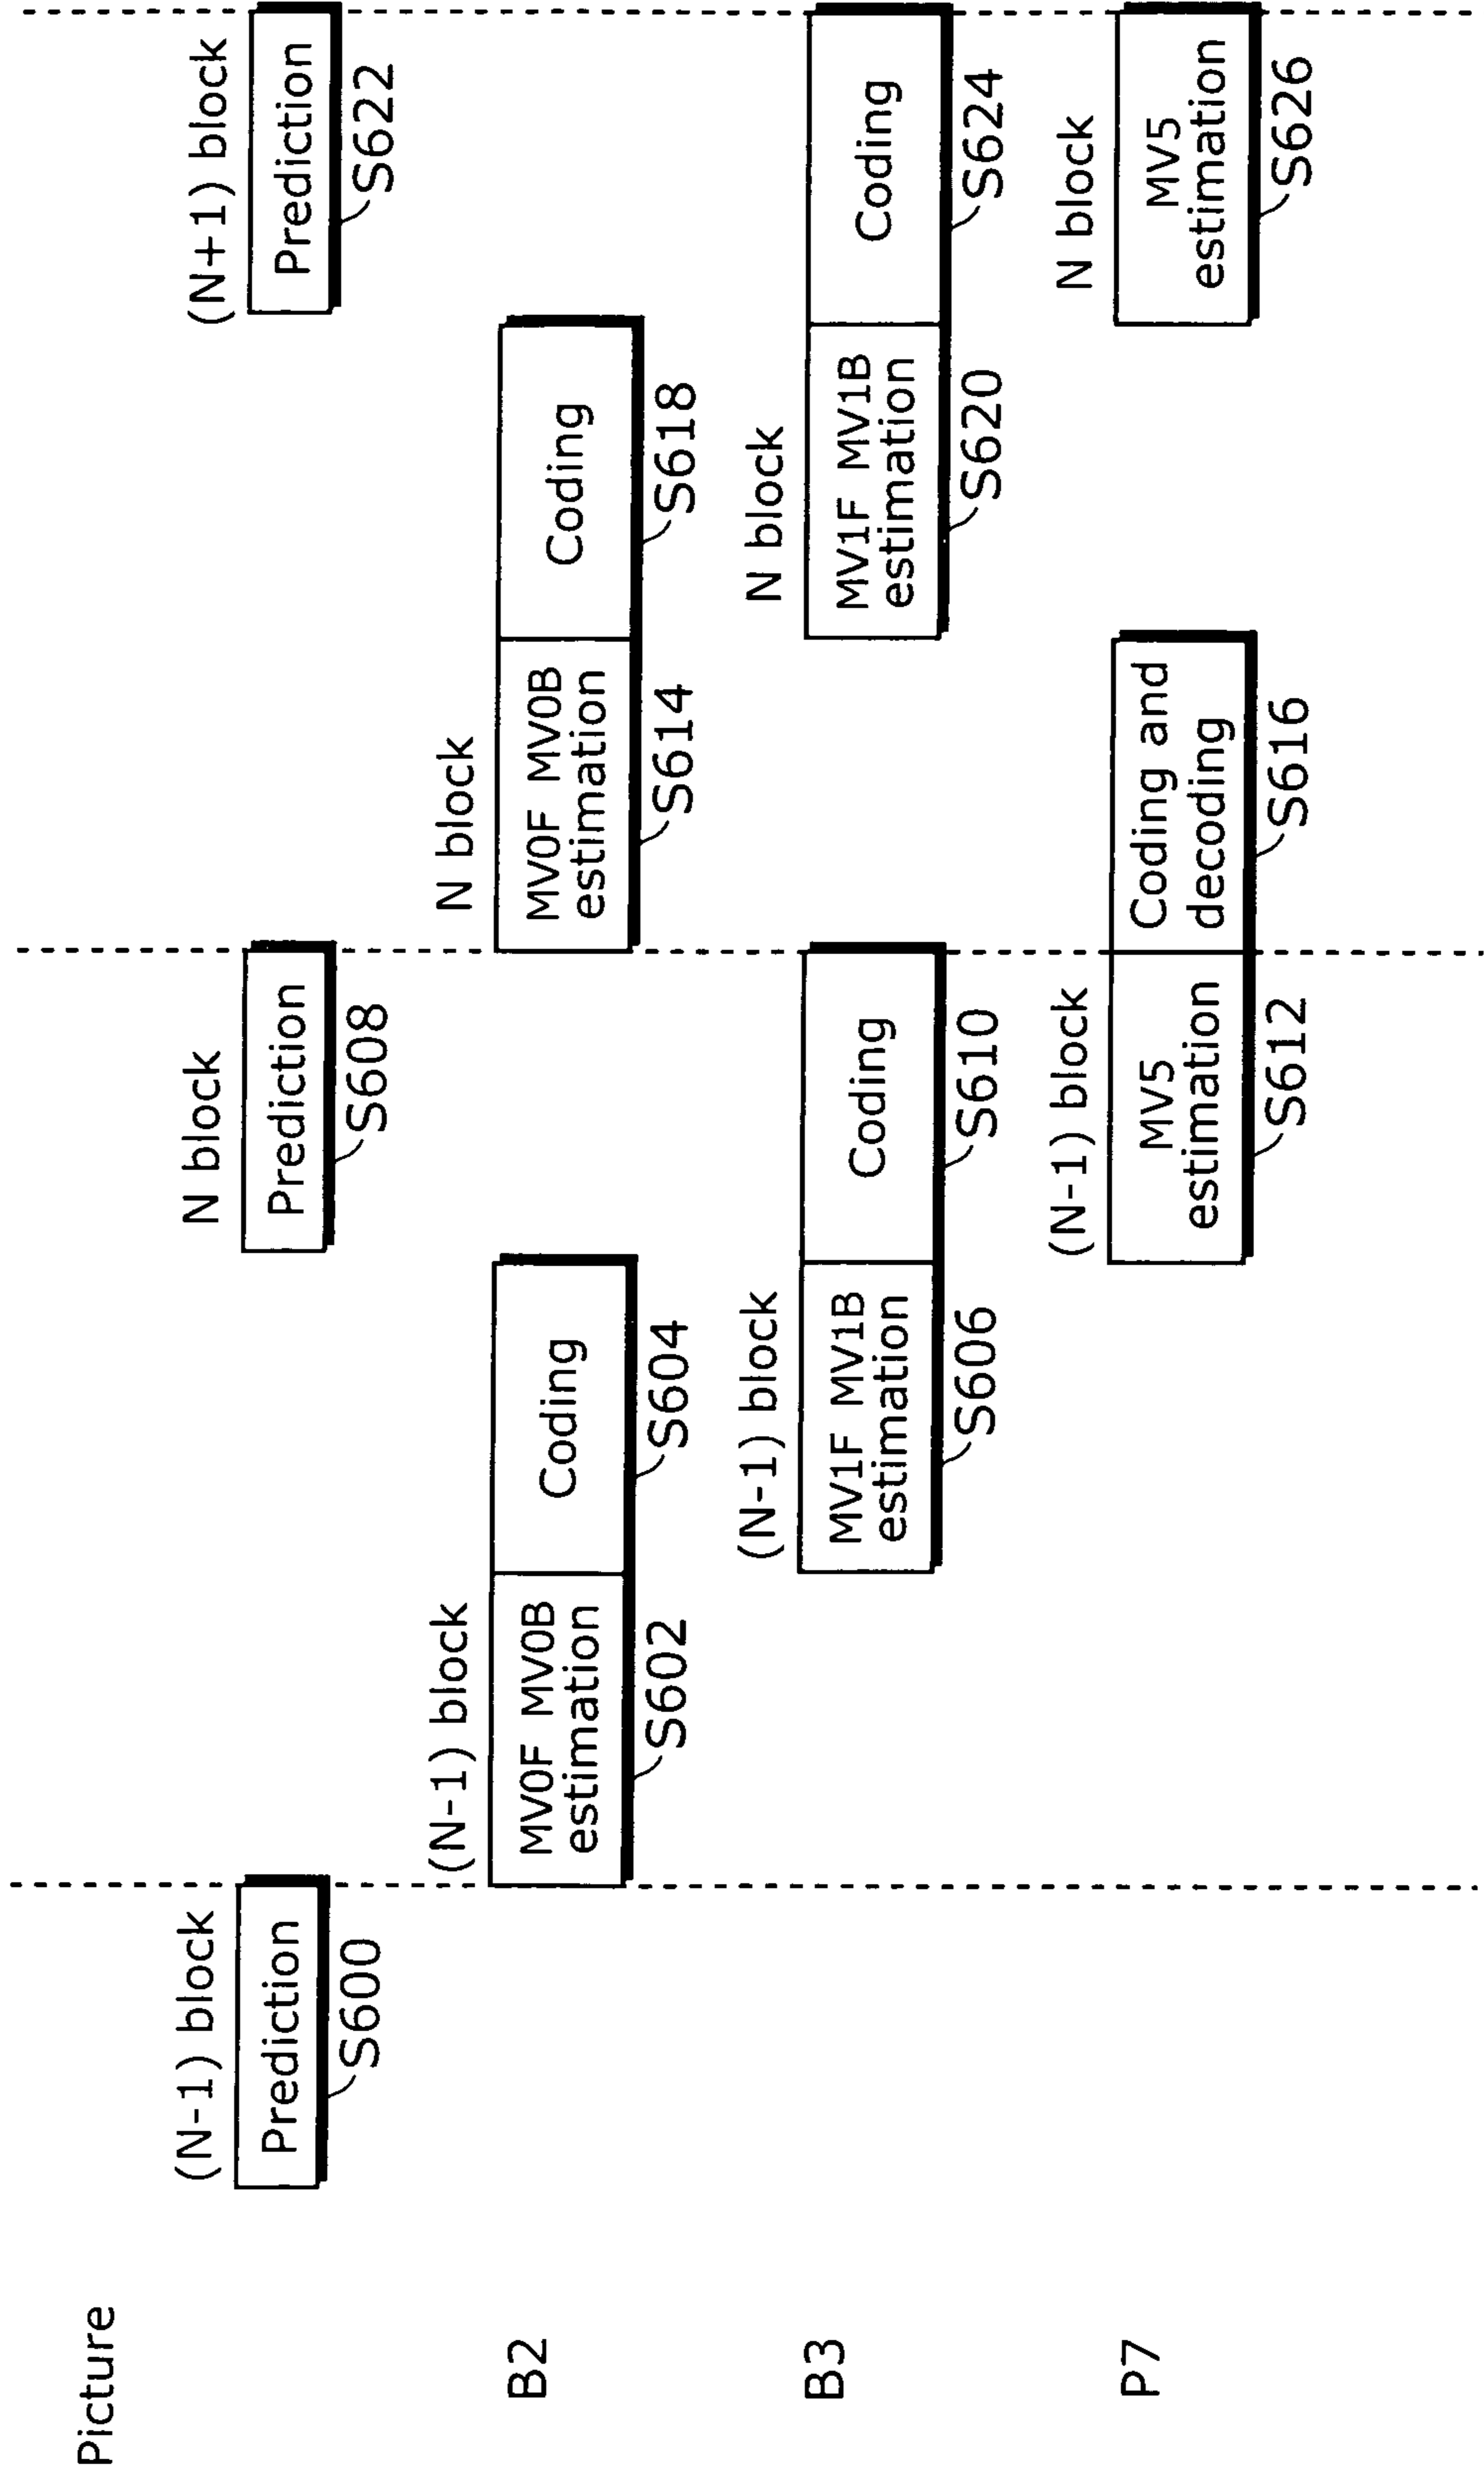 Picture
(N-1) block
Prediction
S600
N block
Prediction
S608
(N+1) block
Prediction
S622
B2
(N-1) block
MV0F MV0B
estimation
S602
Coding
S604
N block
MV0F MV0B
estimation
S614
Coding
S618
B3
(N-1) block
MV1F MV1B
estimation
S606
Coding
S610
N block
MV1F MV1B
estimation
S620
Coding
S624
P7
(N-1) block
MV5
estimation
S612
Coding and
decoding
S616
N block
MV5
estimation
S626